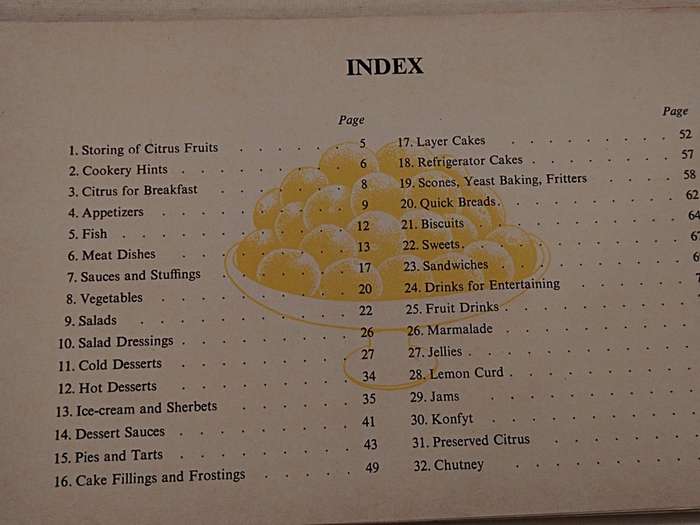 INDEX
Page
1. Storing of Citrus Fruits . . . . . 5
2. Cookery Hints . . . . . . . 6
3. Citrus for Breakfast . . . . . . 8
4. Appetizers . . . . . . . . 9
5. Fish . . . . . . . . . 12
6. Meat Dishes . . . . . . . . 13
7. Sauces and Stuffings . . . . . . 17
8. Vegetables . . . . . . . . 20
9. Salads . . . . . . . . . 22
10. Salad Dressings . . . . . . . 26
11. Cold Desserts . . . . . . . 27
12. Hot Desserts . . . . . . . 34
13. Ice-cream and Sherbets . . . . . 35
14. Dessert Sauces . . . . . . . 41
15. Pies and Tarts . . . . . . . 43
16. Cake Fillings and Frostings . . . . . 49
Page
17. Layer Cakes . . . . . . . 52
18. Refrigerator Cakes . . . . . . 57
19. Scones, Yeast Baking, Fritters . . . . 58
20. Quick Breads . . . . . . . 62
21. Biscuits . . . . . . . . 64
22. Sweets . . . . . . . .
23. Sandwiches . . . . . . .
24. Drinks for Entertaining . . . . .
25. Fruit Drinks . . . . . . .
26. Marmalade . . . . . . .
27. Jellies . . . . . . . .
28. Lemon Curd . . . . . . .
29. Jams . . . . . . . .
30. Konfyt . . . . . . . .
31. Preserved Citrus . . . . . .
32. Chutney . . . . . . .